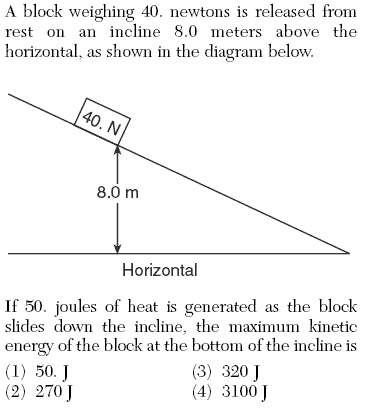 A block weighing 40. newtons is released from
rest on an incline 8.0 meters above the
horizontal, as shown in the diagram below.
40. N
8.0 m
Horizontal
If 50. joules of heat is generated as the block
slides down the incline, the maximum kinetic
energy of the block at the bottom of the incline is
(1) 50. J (3) 320 J
(2) 270 J (4) 3100 J